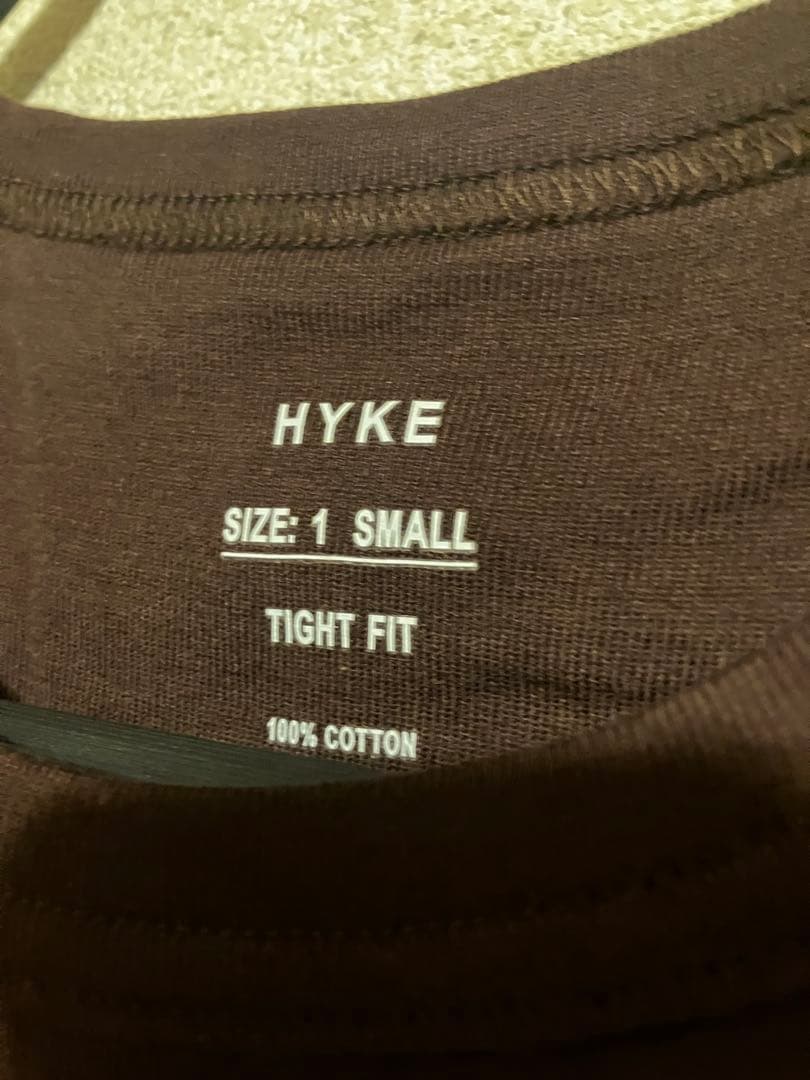 HYKE
SIZE: 1 SMALL
TIGHT FIT
100% COTTON